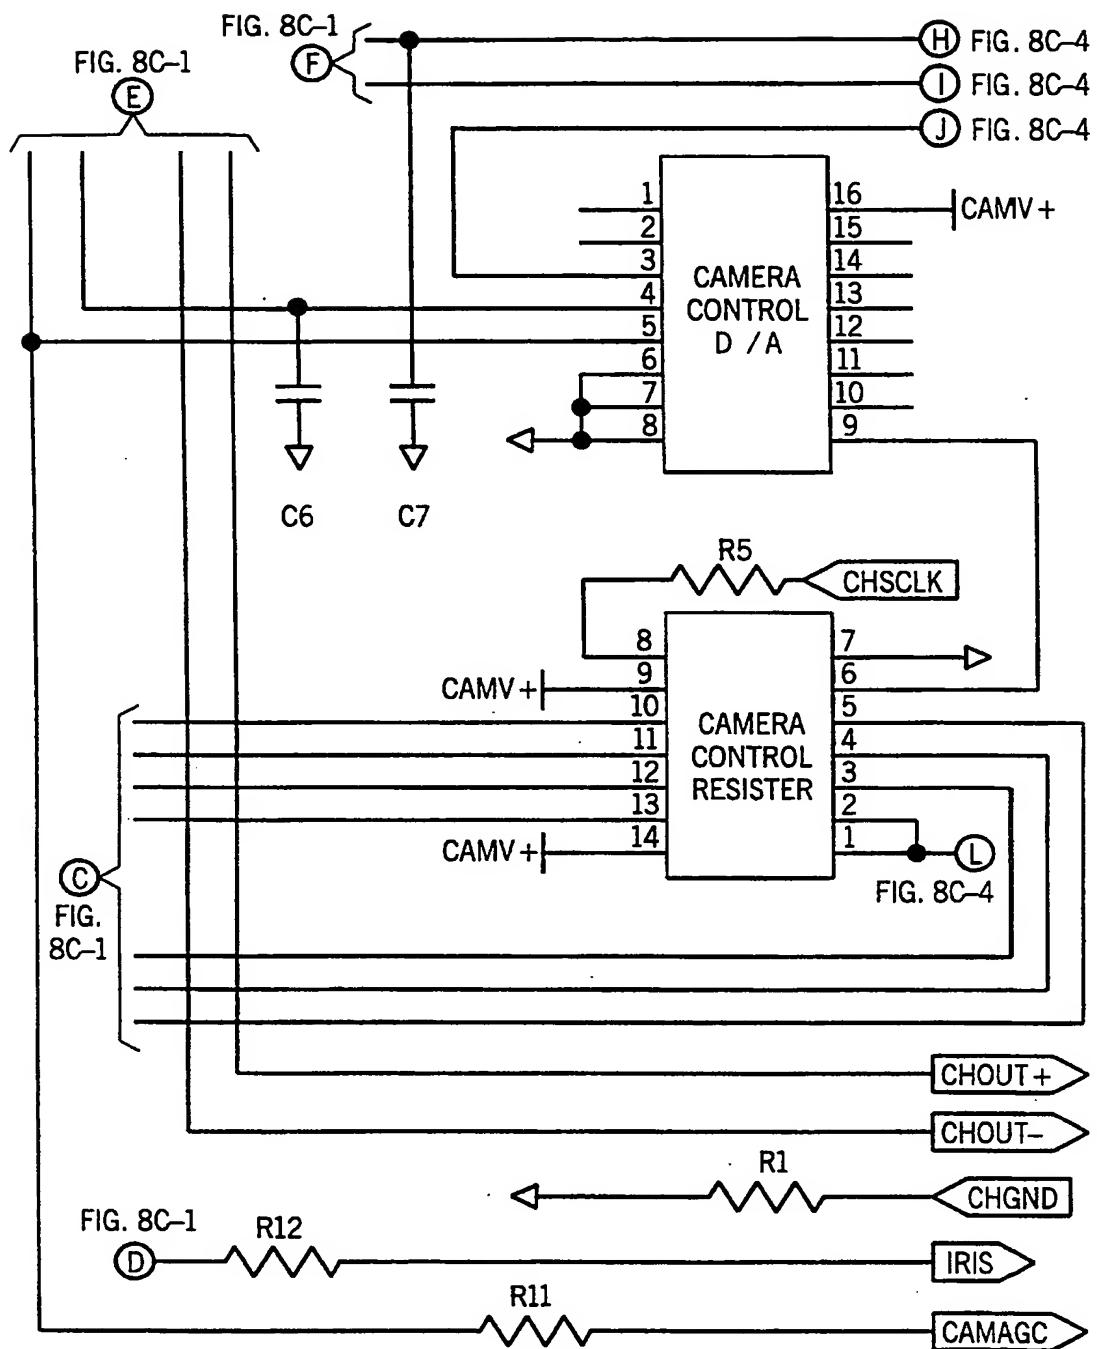 FIG. 8C-1
F
H FIG. 8C-4
I FIG. 8C-4
J FIG. 8C-4
FIG. 8C-1
E
1
2
3
4
5
6
7
8
CAMERA
CONTROL
D / A
16
15
14
13
12
11
10
9
CAMV+
C6
C7
R5
CHSCLK
8
9
10
11
12
13
14
CAMV+
CAMV+
CAMERA
CONTROL
RESISTER
7
6
5
4
3
2
1
L
FIG. 8C-4
C
FIG.
8C-1
CHOUT+
CHOUT-
R1
CHGND
FIG. 8C-1
D
R12
IRIS
R11
CAMAGC